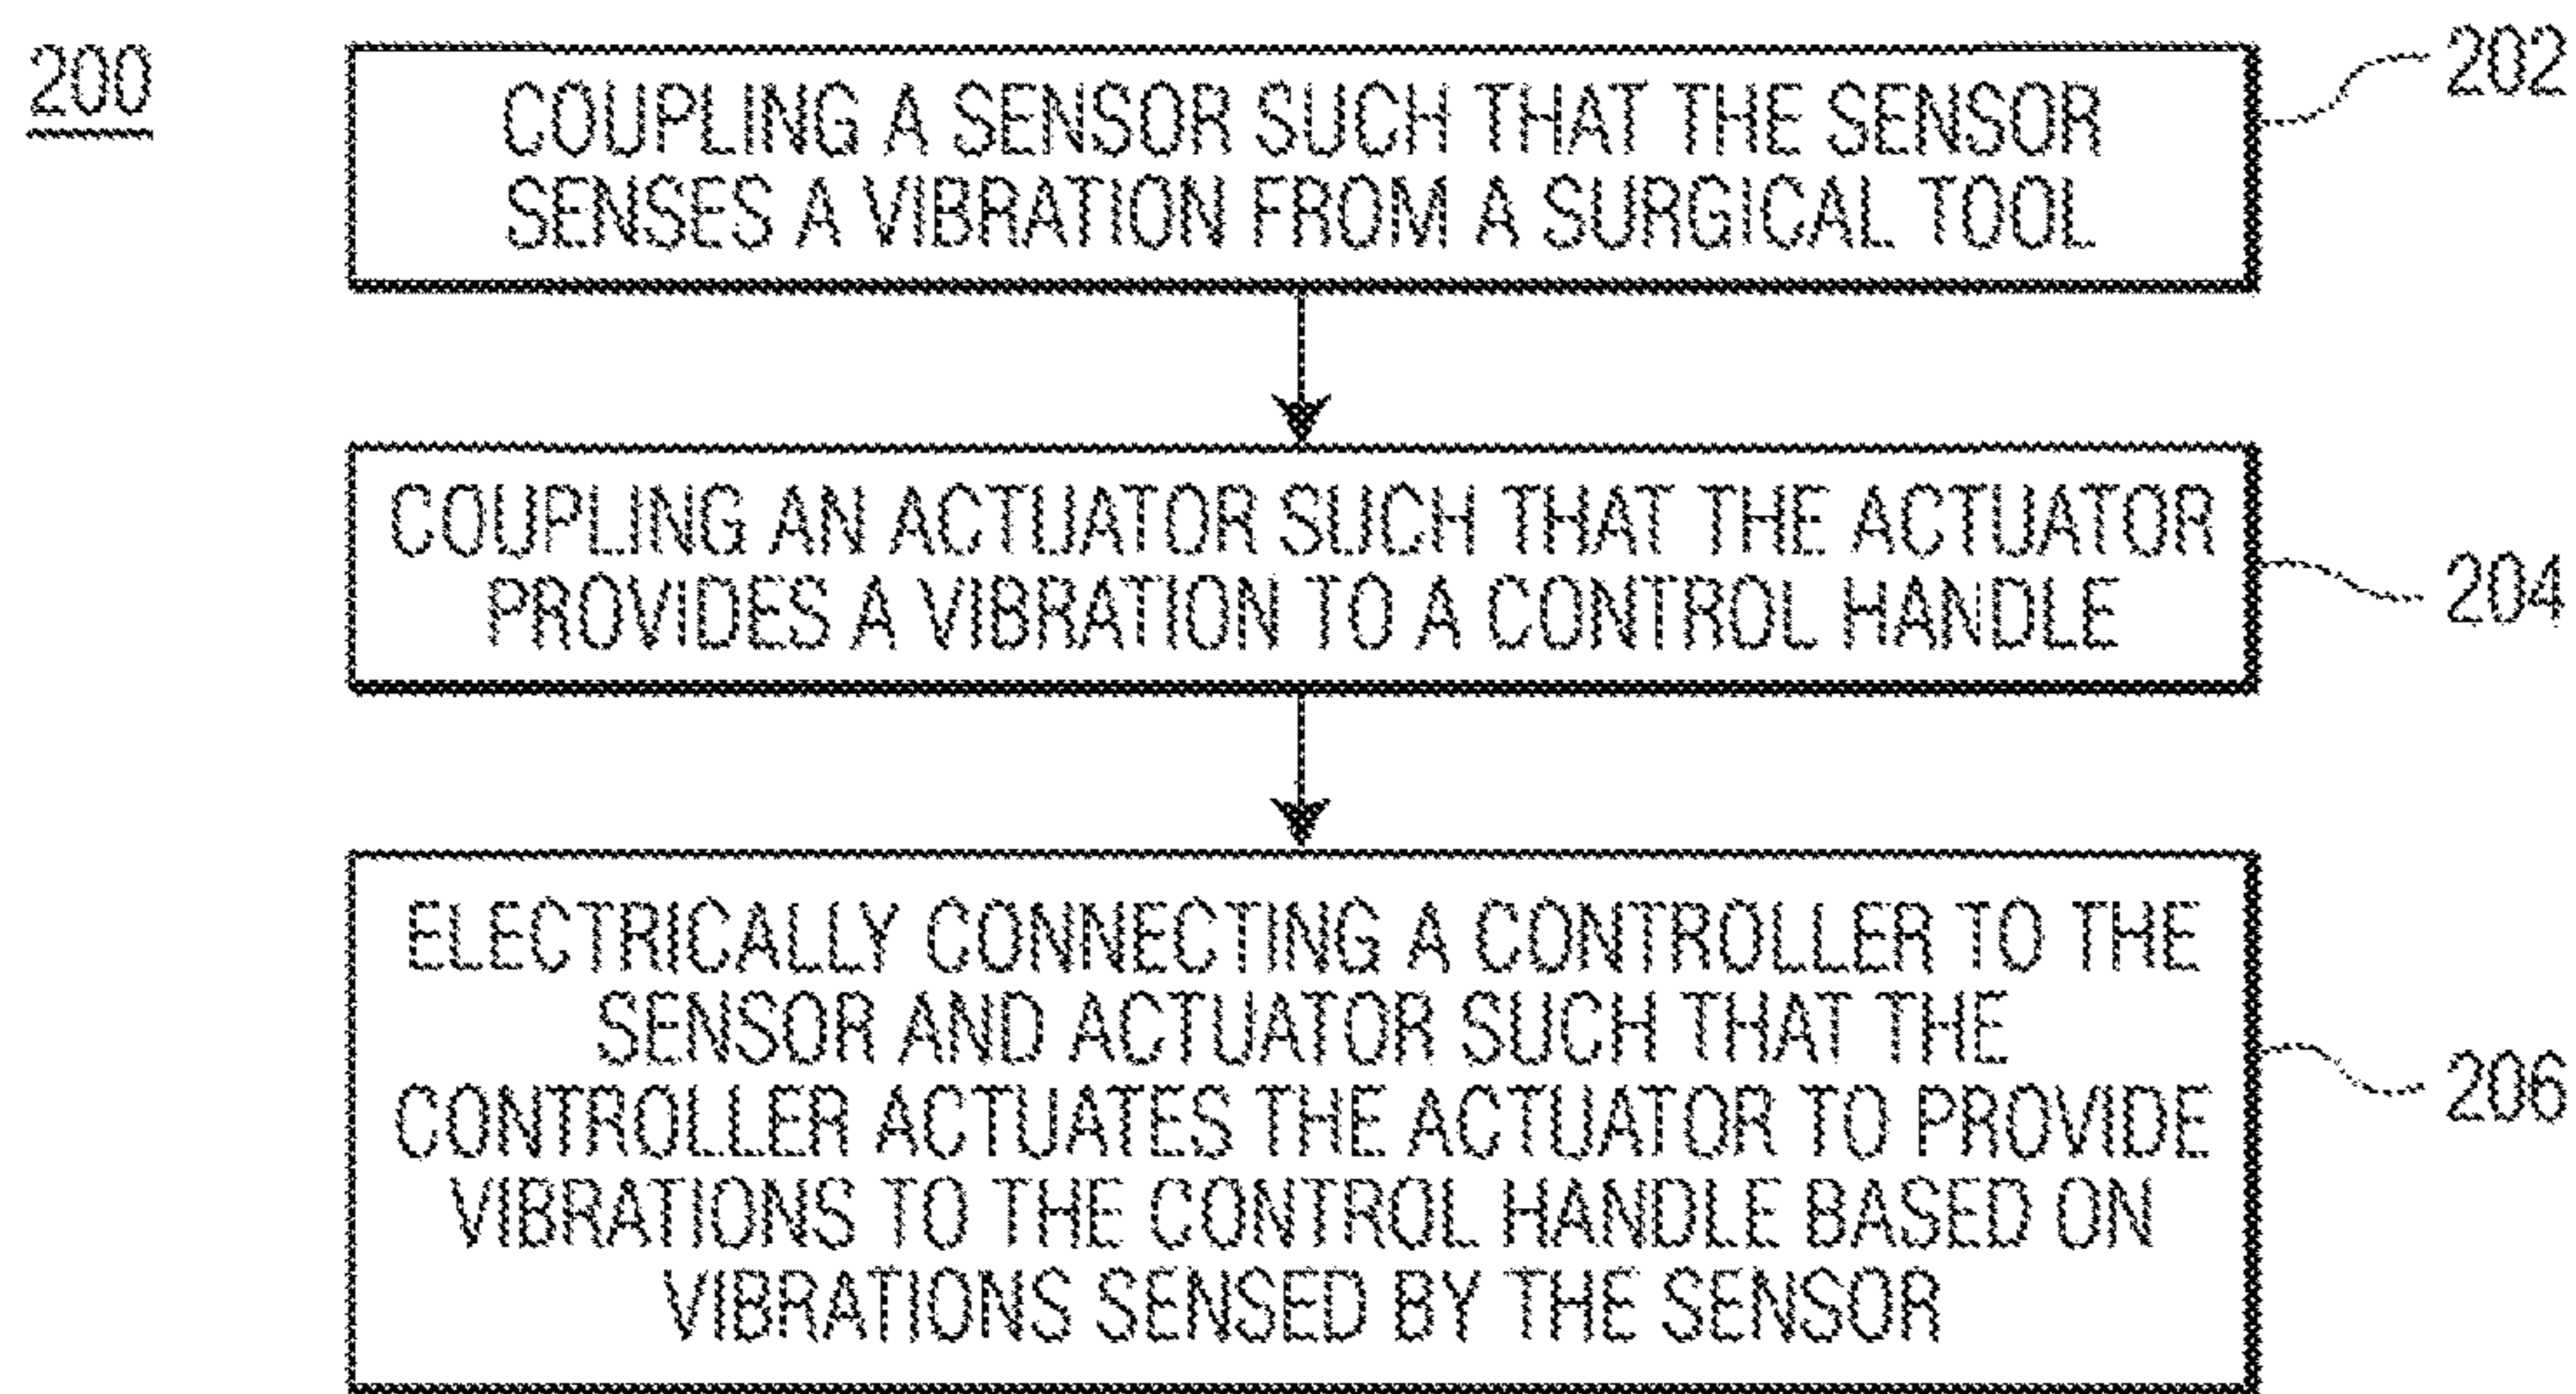 200
COUPLING A SENSOR SUCH THAT THE SENSOR
SENSES A VIBRATION FROM A SURGICAL TOOL
202
COUPLING AN ACTUATOR SUCH THAT THE ACTUATOR
PROVIDES A VIBRATION TO A CONTROL HANDLE
204
ELECTRICALLY CONNECTING A CONTROLLER TO THE
SENSOR AND ACTUATOR SUCH THAT THE
CONTROLLER ACTUATES THE ACTUATOR TO PROVIDE
VIBRATIONS TO THE CONTROL HANDLE BASED ON
VIBRATIONS SENSED BY THE SENSOR
206